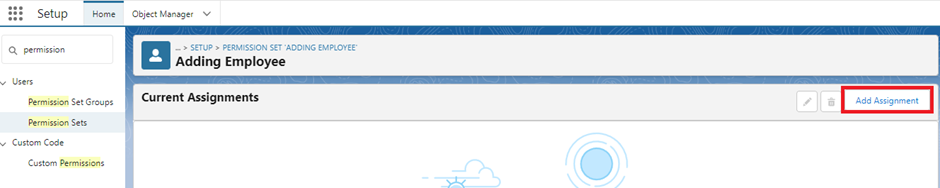 Setup Home Object Manager
permission
Users
Permission Set Groups
Permission Sets
Custom Code
Custom Permissions
... > SETUP > PERMISSION SET 'ADDING EMPLOYEE'
Adding Employee
Current Assignments
Add Assignment